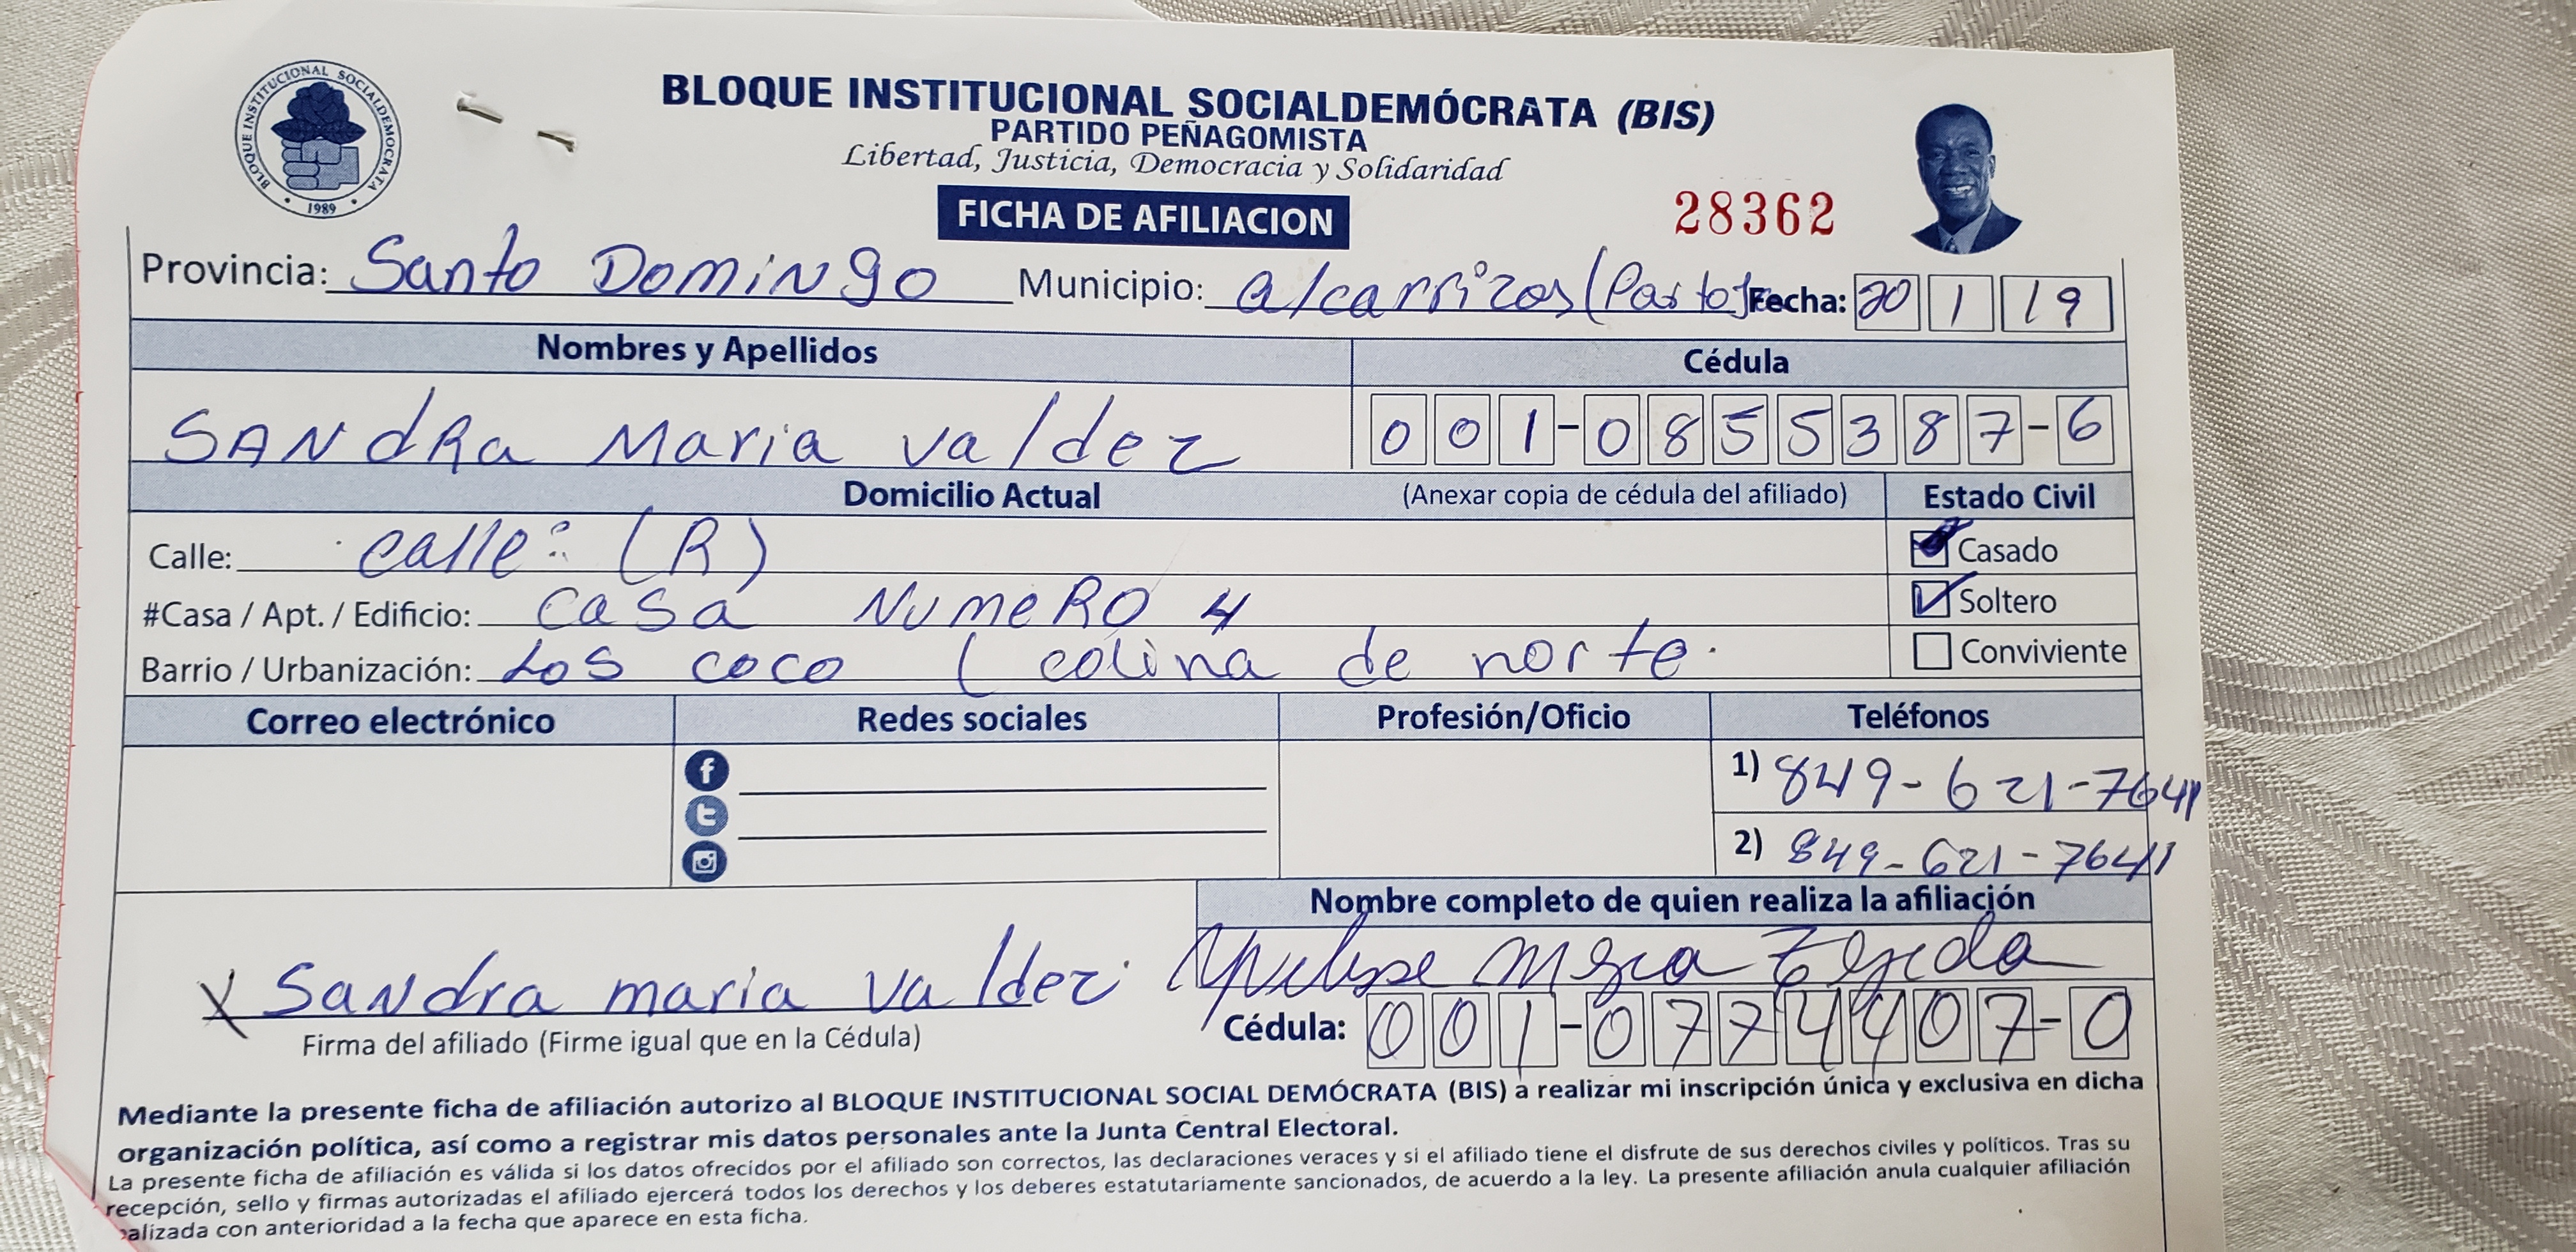 BLOQUE INSTITUCIONAL SOCIALDEMOCRATA
1989
BLOQUE INSTITUCIONAL SOCIALDEMÓCRATA (BIS)
PARTIDO PEÑAGOMISTA
Libertad, Justicia, Democracia y Solidaridad
FICHA DE AFILIACION
28362
Provincia: Santo DomiNgo Municipio: alcarrizos (Fecha: 20 1 19
Nombres y Apellidos Cédula
SANdRa Maria Valdez 001-0855387-6
Domicilio Actual (Anexar copia de cédula del afiliado) Estado Civil
Calle: calle: (R) Casado
#Casa / Apt. / Edificio: casa NumeRO 4 Soltero
Barrio / Urbanización: Los coco ( colina de norte. Conviviente
Correo electrónico Redes sociales Profesión/Oficio Teléfonos
1) 849-621-7641
2) 849-621-7641
Nombre completo de quien realiza la afiliación
X Sandra maria Valdez.
Firma del afiliado (Firme igual que en la Cédula) Cédula: 001-0774407-0
Mediante la presente ficha de afiliación autorizo al BLOQUE INSTITUCIONAL SOCIAL DEMÓCRATA (BIS) a realizar mi inscripción única y exclusiva en dicha
organización política, así como a registrar mis datos personales ante la Junta Central Electoral.
La presente ficha de afiliación es válida si los datos ofrecidos por el afiliado son correctos, las declaraciones veraces y si el afiliado tiene el disfrute de sus derechos civiles y políticos. Tras su
recepción, sello y firmas autorizadas el afiliado ejercerá todos los derechos y los deberes estatutariamente sancionados, de acuerdo a la ley. La presente afiliación anula cualquier afiliación
alizada con anterioridad a la fecha que aparece en esta ficha.